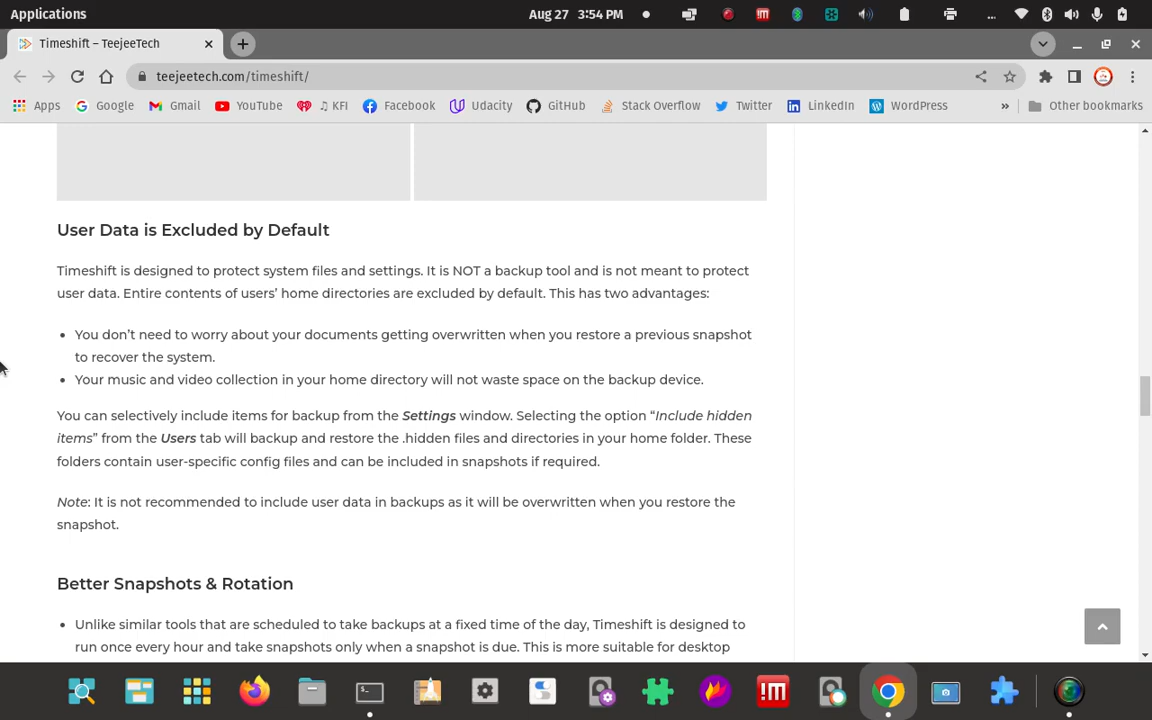 Applications
Aug 27 3:54 PM
...
Timeshift – TeejeeTech
teejeetech.com/timeshift/
Apps Google Gmail YouTube ♫ KFI Facebook Udacity GitHub Stack Overflow Twitter LinkedIn WordPress » Other bookmarks
User Data is Excluded by Default
Timeshift is designed to protect system files and settings. It is NOT a backup tool and is not meant to protect
user data. Entire contents of users’ home directories are excluded by default. This has two advantages:
• You don’t need to worry about your documents getting overwritten when you restore a previous snapshot
to recover the system.
• Your music and video collection in your home directory will not waste space on the backup device.
You can selectively include items for backup from the Settings window. Selecting the option “Include hidden
items” from the Users tab will backup and restore the .hidden files and directories in your home folder. These
folders contain user-specific config files and can be included in snapshots if required.
Note: It is not recommended to include user data in backups as it will be overwritten when you restore the
snapshot.
Better Snapshots & Rotation
• Unlike similar tools that are scheduled to take backups at a fixed time of the day, Timeshift is designed to
run once every hour and take snapshots only when a snapshot is due. This is more suitable for desktop